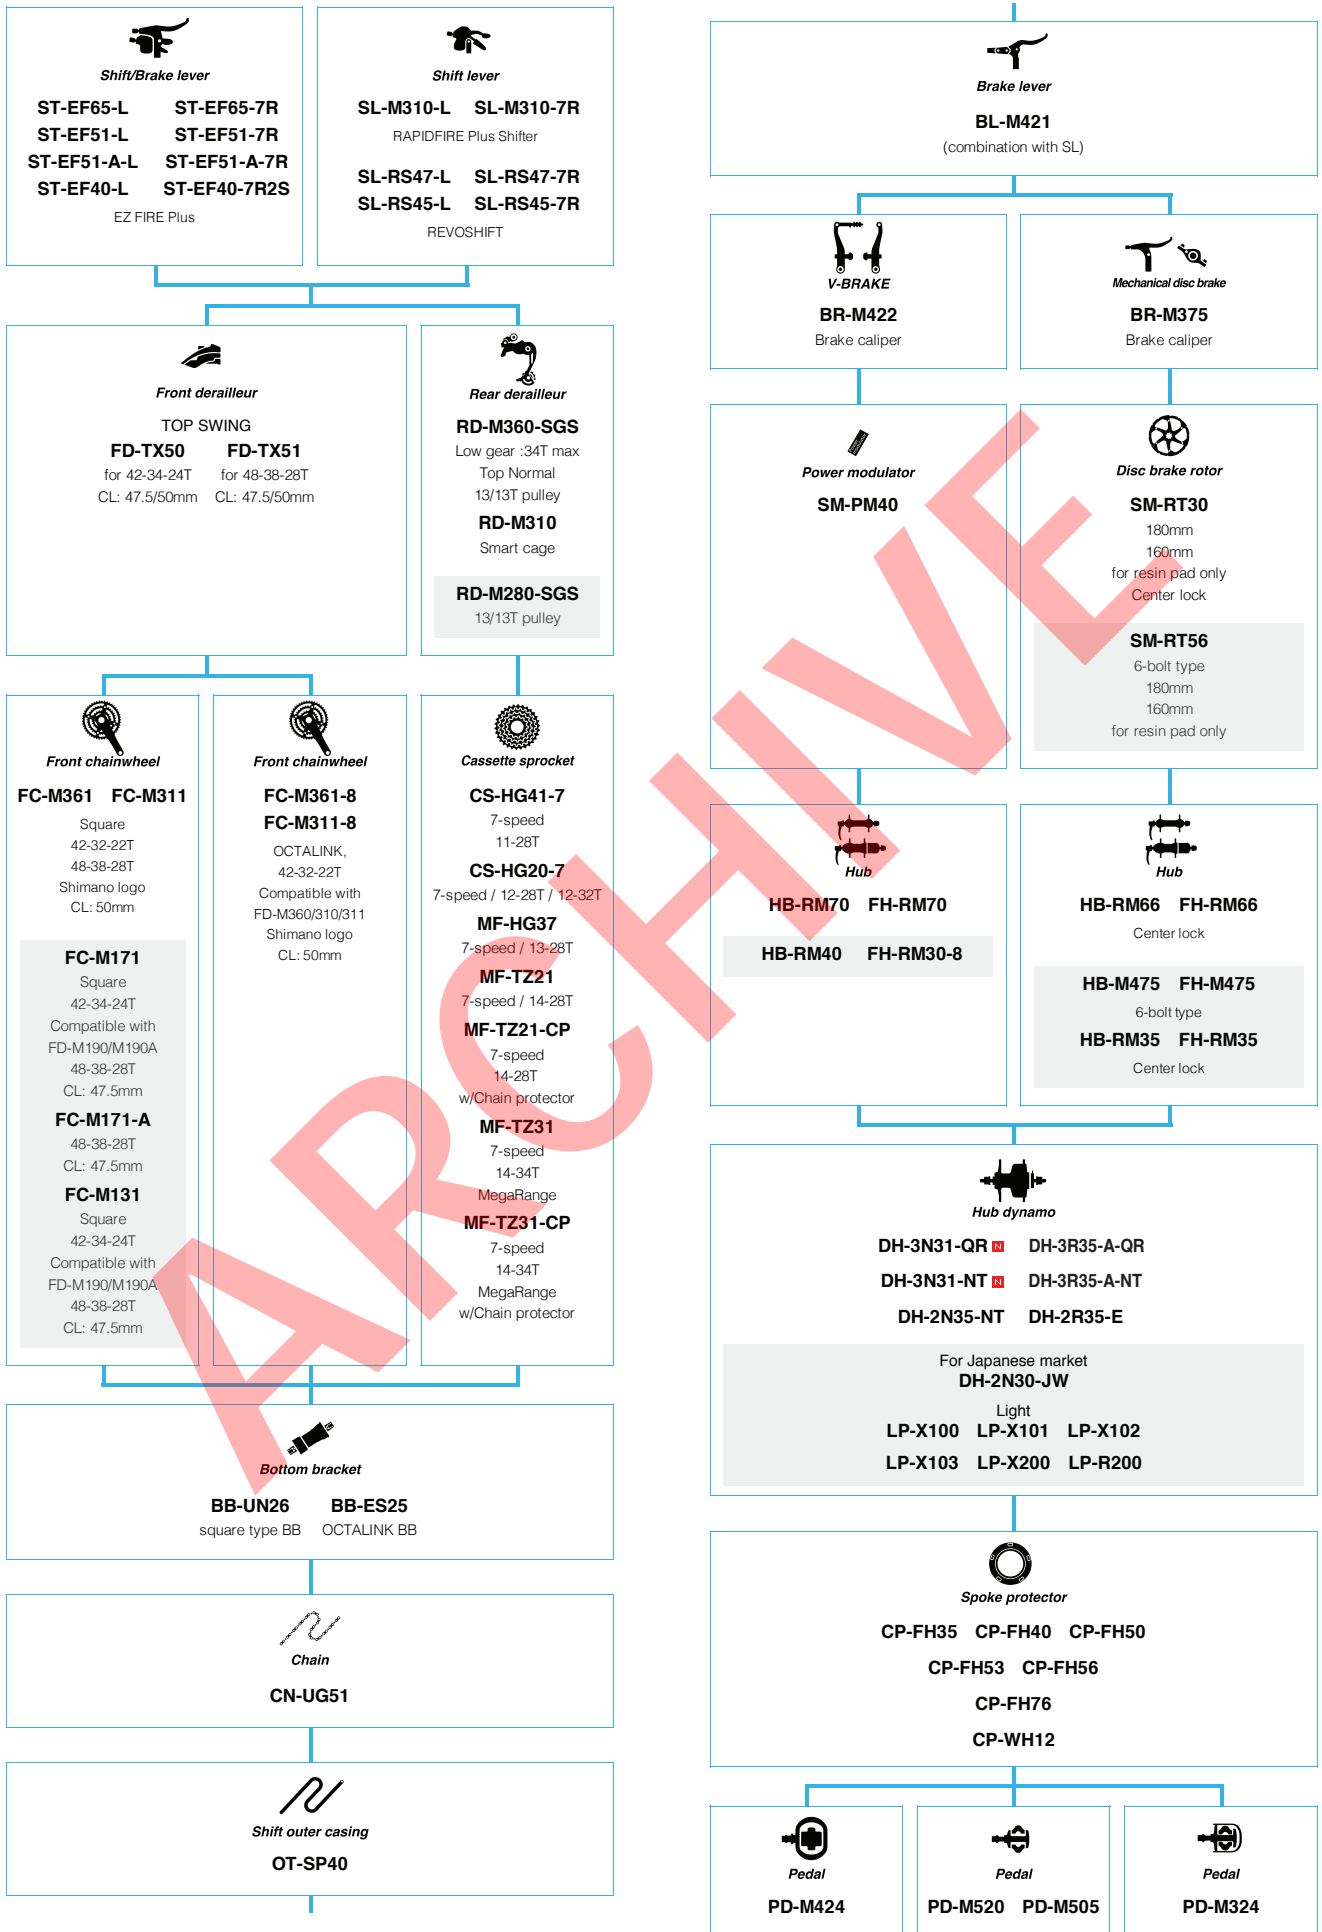 Shift/Brake lever
ST-EF65-L ST-EF65-7R
ST-EF51-L ST-EF51-7R
ST-EF51-A-L ST-EF51-A-7R
ST-EF40-L ST-EF40-7R2S
EZ FIRE Plus
Shift lever
SL-M310-L SL-M310-7R
RAPIDFIRE Plus Shifter
SL-RS47-L SL-RS47-7R
SL-RS45-L SL-RS45-7R
REVOSHIFT
Front derailleur
TOP SWING
FD-TX50 FD-TX51
for 42-34-24T for 48-38-28T
CL: 47.5/50mm CL: 47.5/50mm
Rear derailleur
RD-M360-SGS
Low gear :34T max
Top Normal
13/13T pulley
RD-M310
Smart cage
RD-M280-SGS
13/13T pulley
Front chainwheel
FC-M361 FC-M311
Square
42-32-22T
48-38-28T
Shimano logo
CL: 50mm
FC-M171
Square
42-34-24T
Compatible with
FD-M190/M190A
48-38-28T
CL: 47.5mm
FC-M171-A
48-38-28T
CL: 47.5mm
FC-M131
Square
42-34-24T
Compatible with
FD-M190/M190A
48-38-28T
CL: 47.5mm
Front chainwheel
FC-M361-8
FC-M311-8
OCTALINK,
42-32-22T
Compatible with
FD-M360/310/311
Shimano logo
CL: 50mm
Cassette sprocket
CS-HG41-7
7-speed
11-28T
CS-HG20-7
7-speed / 12-28T / 12-32T
MF-HG37
7-speed / 13-28T
MF-TZ21
7-speed / 14-28T
MF-TZ21-CP
7-speed
14-28T
w/Chain protector
MF-TZ31
7-speed
14-34T
MegaRange
MF-TZ31-CP
7-speed
14-34T
MegaRange
w/Chain protector
Bottom bracket
BB-UN26 BB-ES25
square type BB OCTALINK BB
Chain
CN-UG51
Shift outer casing
OT-SP40
Brake lever
BL-M421
(combination with SL)
V-BRAKE
BR-M422
Brake caliper
Mechanical disc brake
BR-M375
Brake caliper
Power modulator
SM-PM40
Disc brake rotor
SM-RT30
180mm
160mm
for resin pad only
Center lock
SM-RT56
6-bolt type
180mm
160mm
for resin pad only
Hub
HB-RM70 FH-RM70
HB-RM40 FH-RM30-8
Hub
HB-RM66 FH-RM66
Center lock
HB-M475 FH-M475
6-bolt type
HB-RM35 FH-RM35
Center lock
Hub dynamo
DH-3N31-QR N DH-3R35-A-QR
DH-3N31-NT N DH-3R35-A-NT
DH-2N35-NT DH-2R35-E
For Japanese market
DH-2N30-JW
Light
LP-X100 LP-X101 LP-X102
LP-X103 LP-X200 LP-R200
Spoke protector
CP-FH35 CP-FH40 CP-FH50
CP-FH53 CP-FH56
CP-FH76
CP-WH12
Pedal
PD-M424
Pedal
PD-M520 PD-M505
Pedal
PD-M324
ARCHIVE